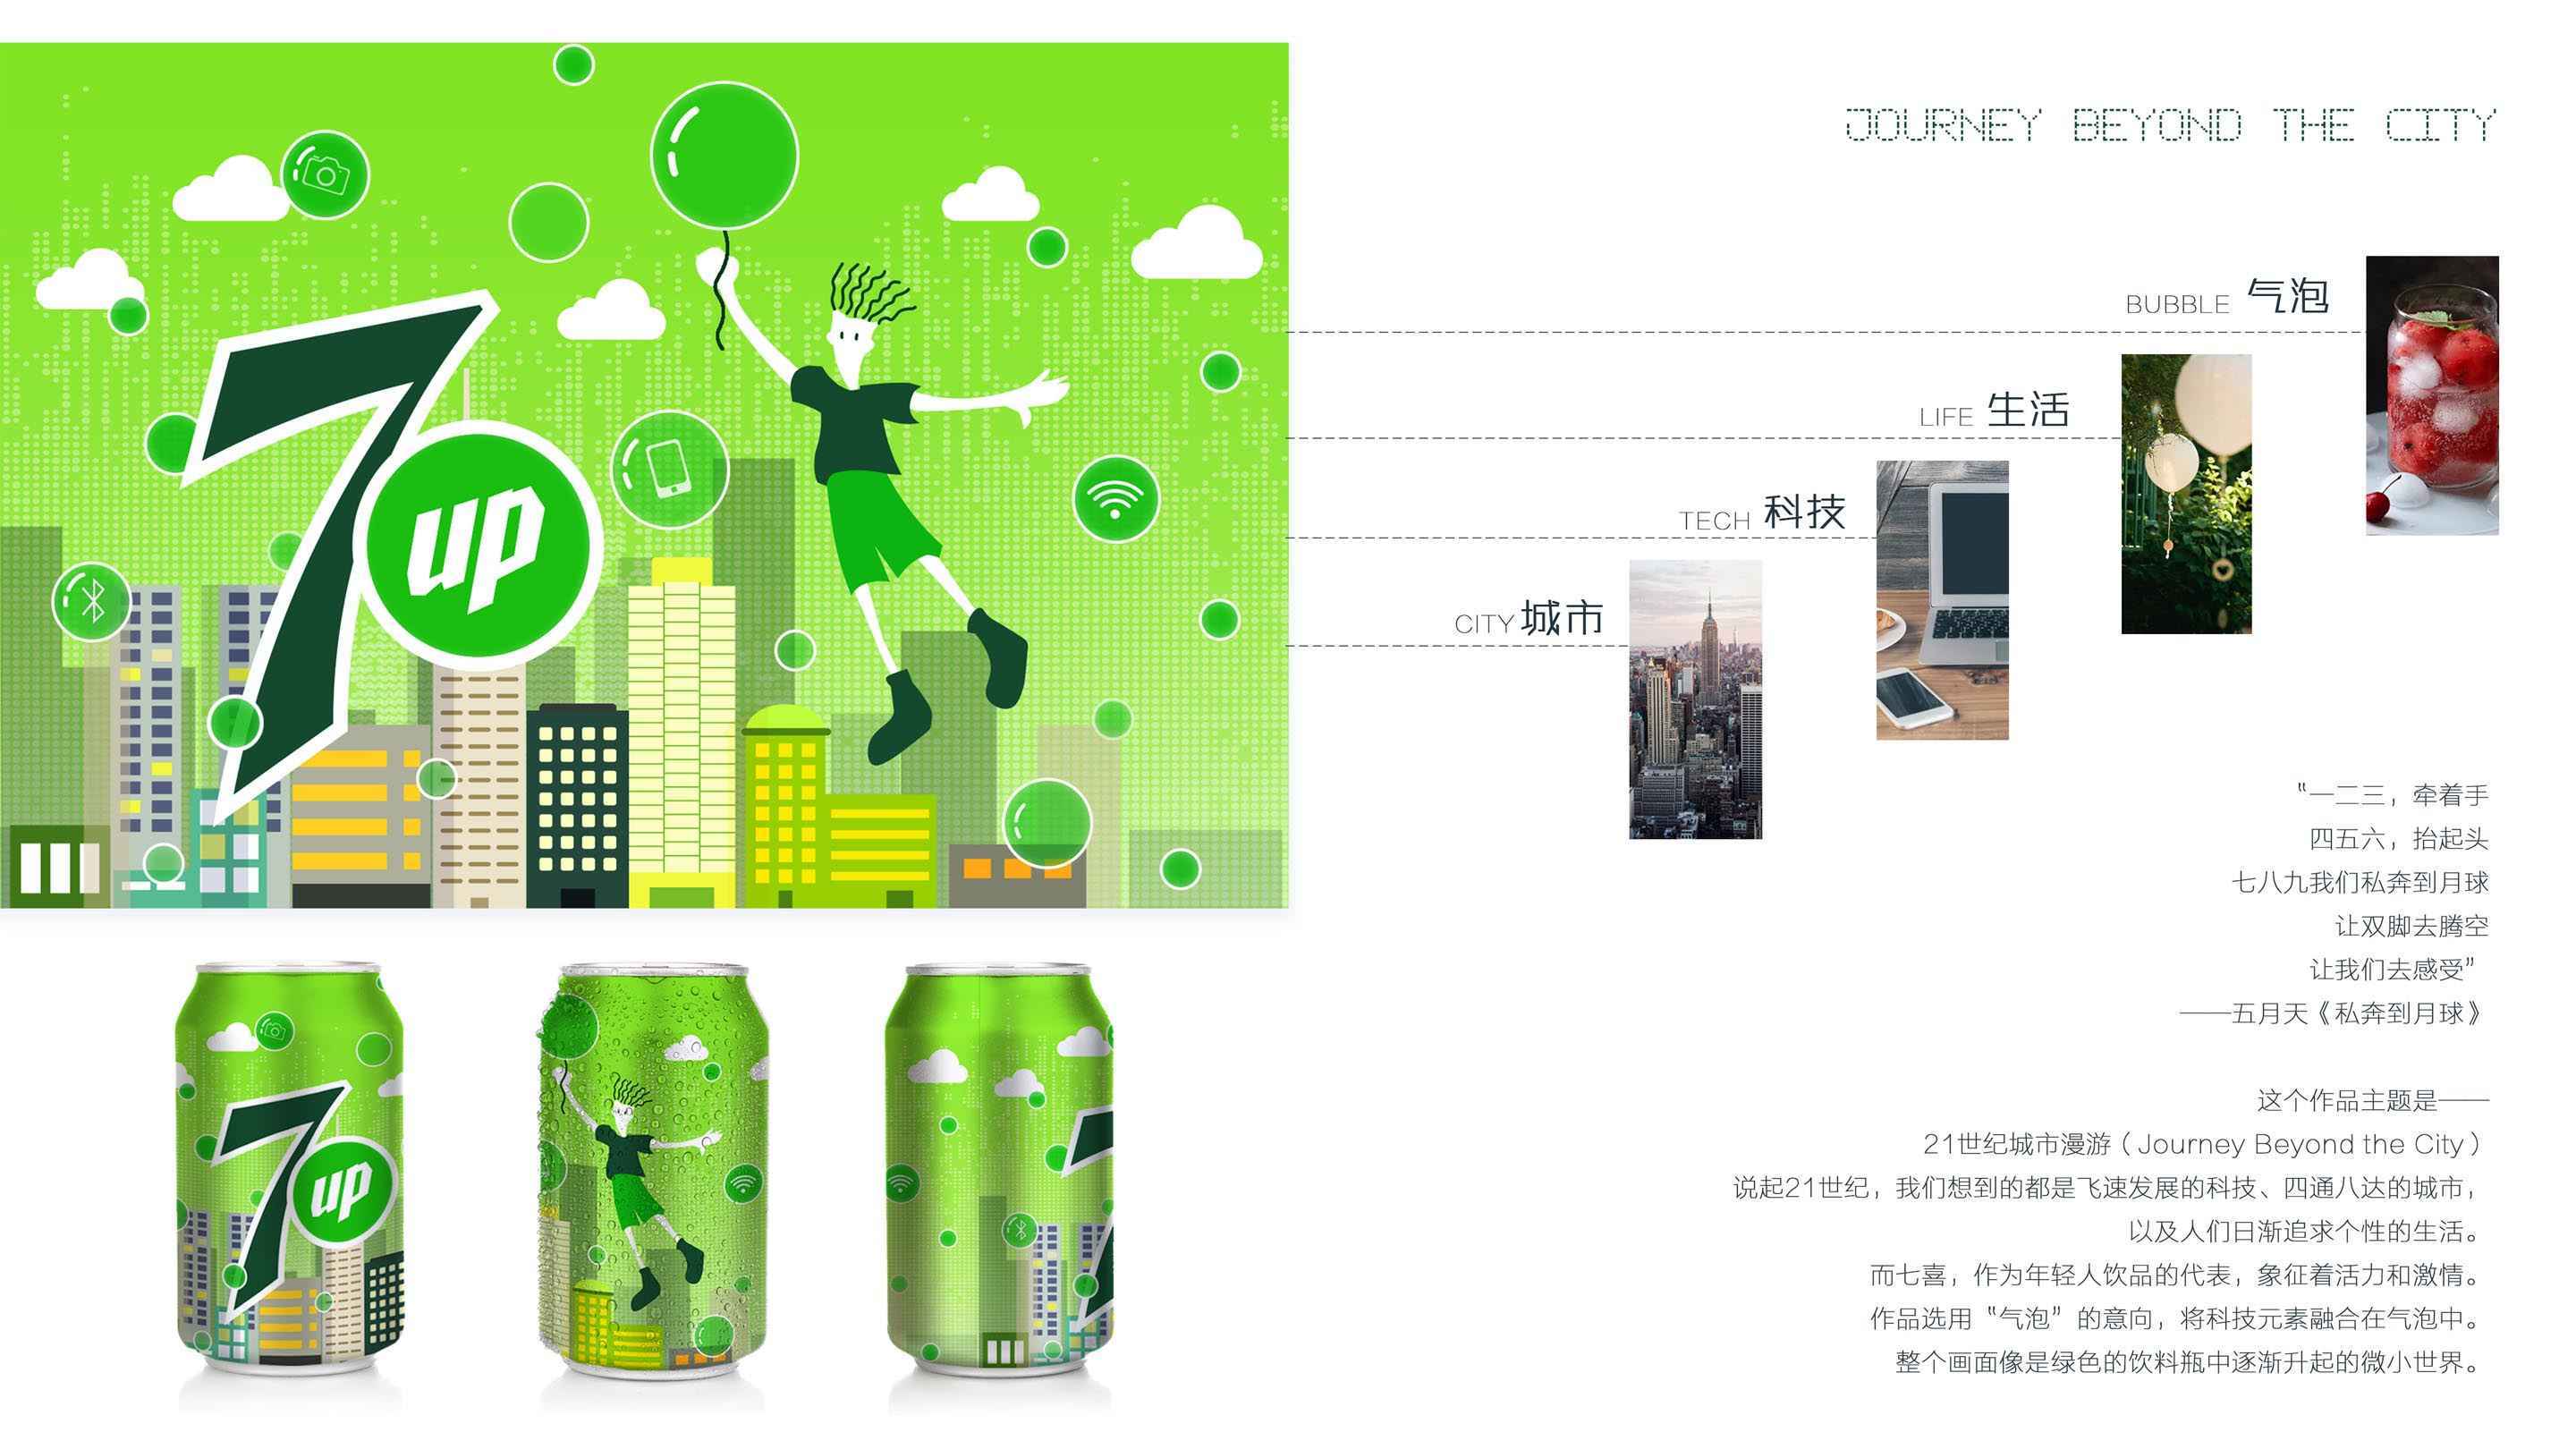 7up
JOURNEY BEYOND THE CITY
BUBBLE 气泡
LIFE 生活
TECH 科技
CITY 城市
“一二三，牵着手
四五六，抬起头
七八九我们私奔到月球
让双脚去腾空
让我们去感受”
——五月天《私奔到月球》
这个作品主题是——
21世纪城市漫游（Journey Beyond the City）
说起21世纪，我们想到的都是飞速发展的科技、四通八达的城市，
以及人们日渐追求个性的生活。
而七喜，作为年轻人饮品的代表，象征着活力和激情。
作品选用“气泡”的意向，将科技元素融合在气泡中。
整个画面像是绿色的饮料瓶中逐渐升起的微小世界。
7up
7